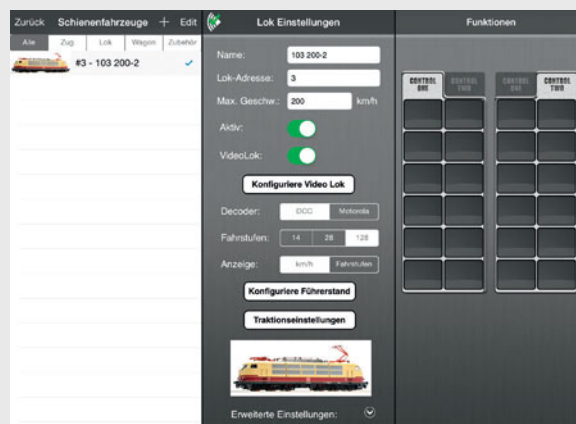 Zurück Schienenfahrzeuge + Edit
Alle Zug Lok Wagon Zubehör
#3 - 103 200-2
Lok Einstellungen
Name: 103 200-2
Lok-Adresse: 3
Max. Geschw.: 200 km/h
Aktiv:
VideoLok:
Konfiguriere Video Lok
Decoder: DCC Motorola
Fahrstufen: 14 28 128
Anzeige: km/h Fahrstufen
Konfiguriere Führerstand
Traktionseinstellungen
Erweiterte Einstellungen:
Funktionen
CONTROL ONE CONTROL TWO CONTROL ONE CONTROL TWO